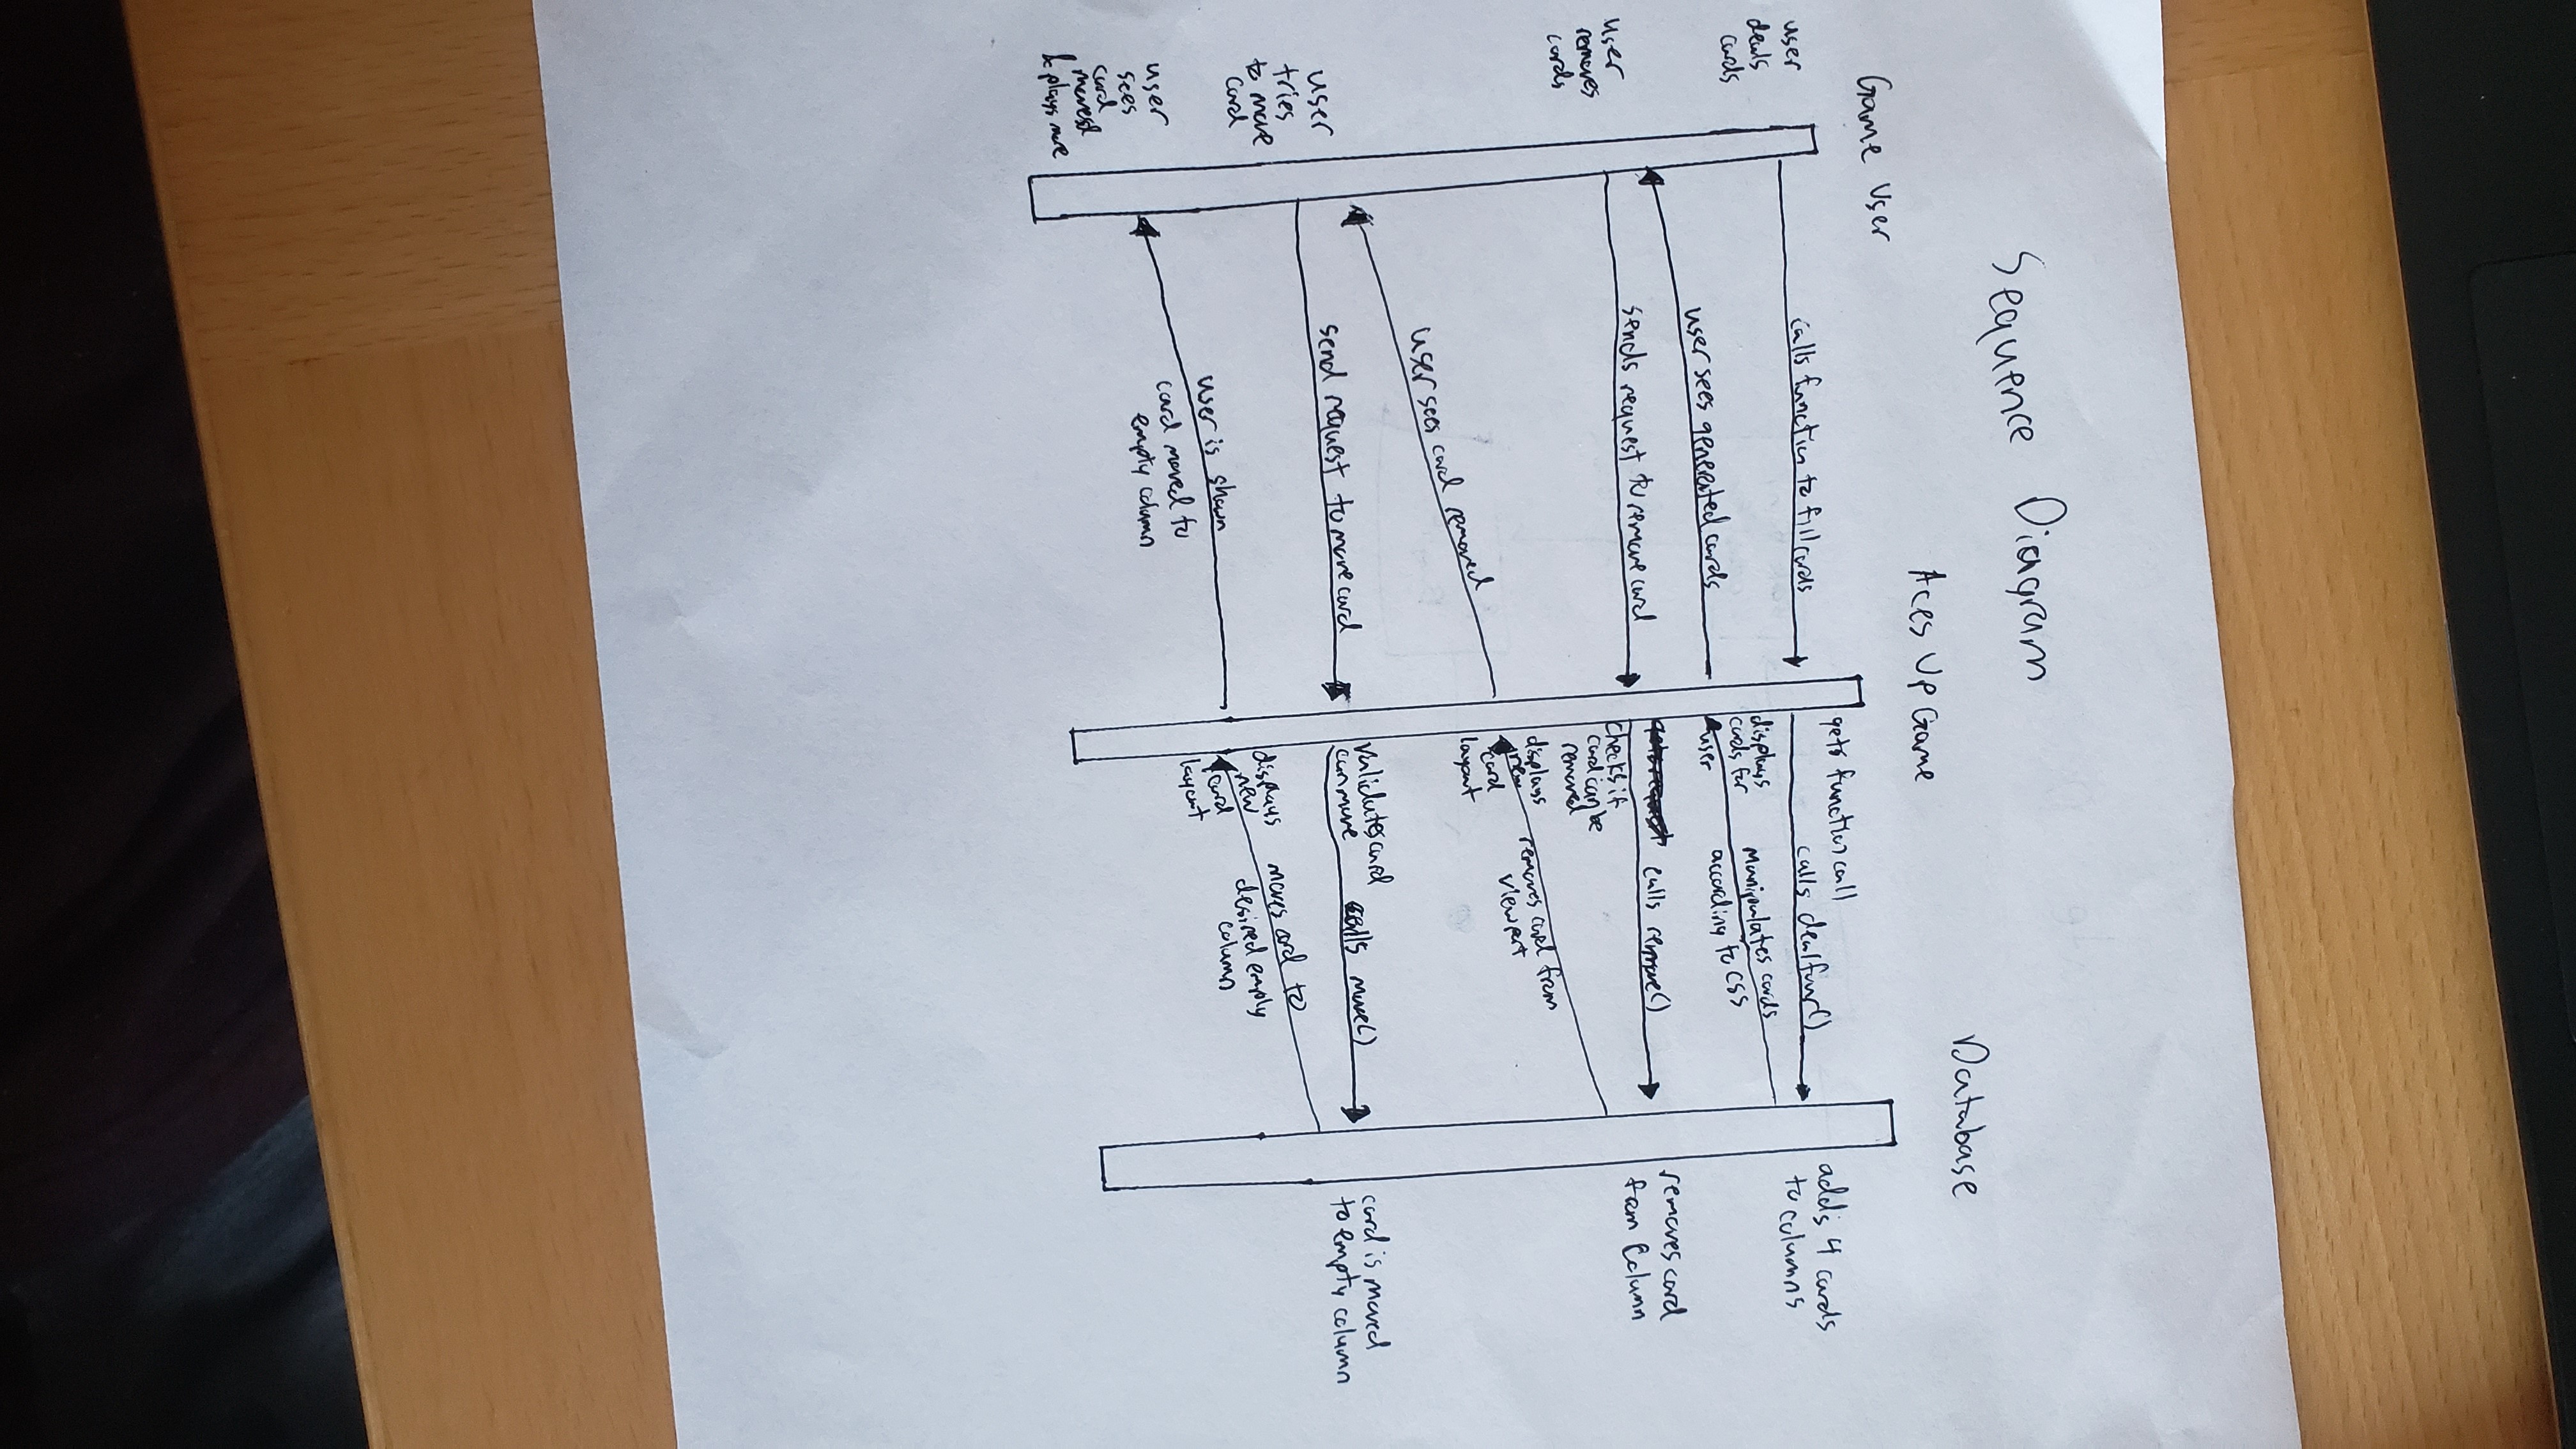 Sequence Diagram
Game User
Aces Up Game
Database
user
deals
cards
calls function to fill cards
gets function call
calls dealfour()
adds 4 cards
to columns
user sees generated cards
displays
cards for
user
manipulates cards
according to CSS
user
removes
cards
sends request to remove card
checks if
card can be
removed
calls remove()
removes card
from Column
user sees card removed
displays
new
card
layout
removes card from
viewport
user
tries
to move
card
send request to move card
validates card
can move
calls move()
card is moved
to empty column
user is shown
card moved to
empty column
displays
new
card
layout
moves card to
desired empty
column
user
sees
card
moved
& plays more